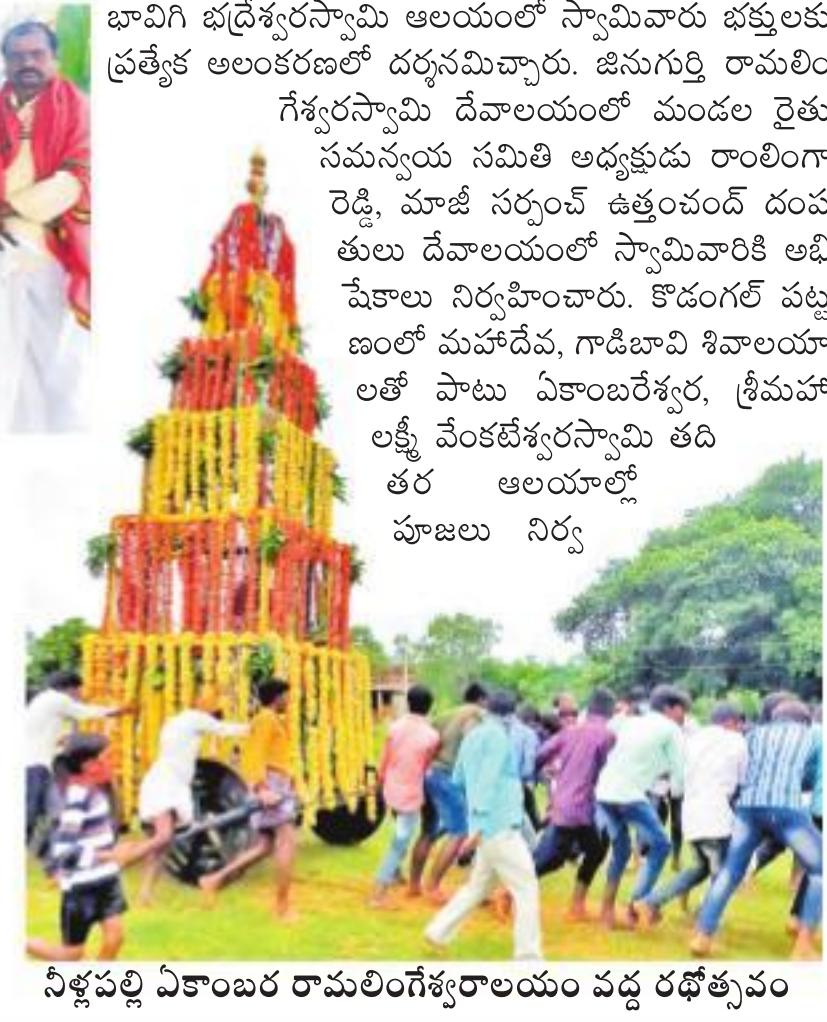 భావిగి భద్రేశ్వరస్వామి ఆలయంలో స్వామివారు భక్తులకు
ప్రత్యేక అలంకరణలో దర్శనమిచ్చారు. జినుగుర్తి రామలిం
గేశ్వరస్వామి దేవాలయంలో మండల రైతు
సమన్వయ సమితి అధ్యక్షుడు రాంలింగా
రెడ్డి, మాజీ సర్పంచ్ ఉత్తంచంద్ దంప
తులు దేవాలయంలో స్వామివారికి అభి
షేకాలు నిర్వహించారు. కొడంగల్ పట్ట
ణంలో మహాదేవ, గాడిబావి శివాలయా
లతో పాటు ఏకాంబరేశ్వర, శ్రీమహా
లక్ష్మీ వేంకటేశ్వరస్వామి తది
తర ఆలయాల్లో
పూజలు నిర్వ
నీళ్లపల్లి ఏకాంబర రామలింగేశ్వరాలయం వద్ద రథోత్సవం